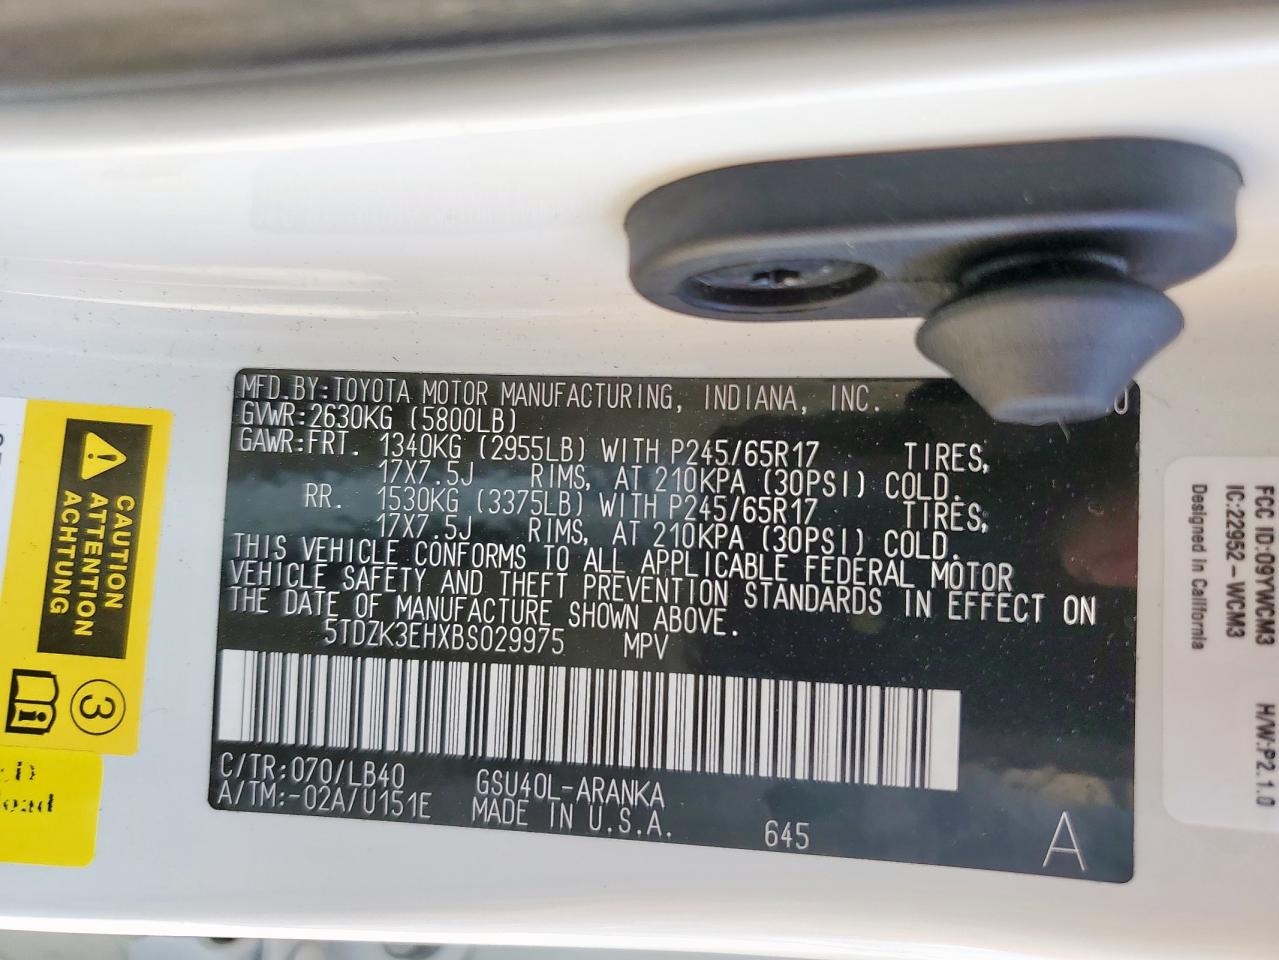 MFD.BY:TOYOTA MOTOR MANUFACTURING, INDIANA, INC.
GVWR:2630KG (5800LB)
GAWR:FRT. 1340KG (2955LB) WITH P245/65R17 TIRES,
17X7.5J RIMS, AT 210KPA (30PSI) COLD.
RR. 1530KG (3375LB) WITH P245/65R17 TIRES,
17X7.5J RIMS, AT 210KPA (30PSI) COLD.
THIS VEHICLE CONFORMS TO ALL APPLICABLE FEDERAL MOTOR
VEHICLE SAFETY AND THEFT PREVENTION STANDARDS IN EFFECT ON
THE DATE OF MANUFACTURE SHOWN ABOVE.
5TDZK3EHXBS029975 MPV
C/TR:070/LB40 GSU40L-ARANKA
A/TM:-02A/U151E MADE IN U.S.A. 645 A
CAUTION
ATTENTION
ACHTUNG
3
FCC ID:O9YWCM3 H/W:P2.1.0
IC:22952-WCM3
Designed In California